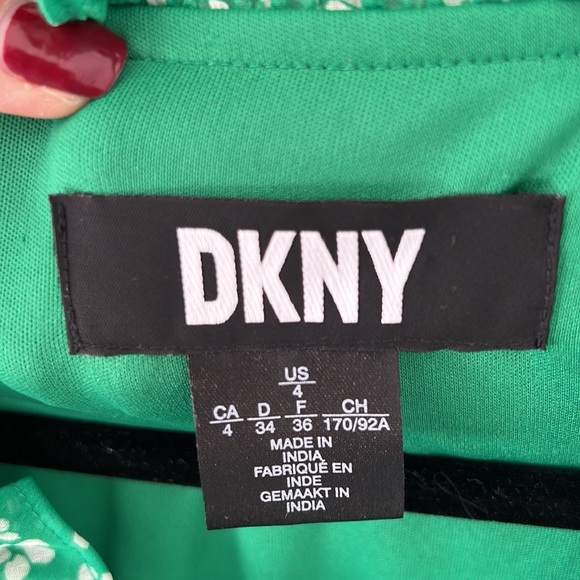 DKNY
US
4
CA D F CH
4 34 36 170/92A
MADE IN
INDIA
FABRIQUÉ EN
INDE
GEMAAKT IN
INDIA